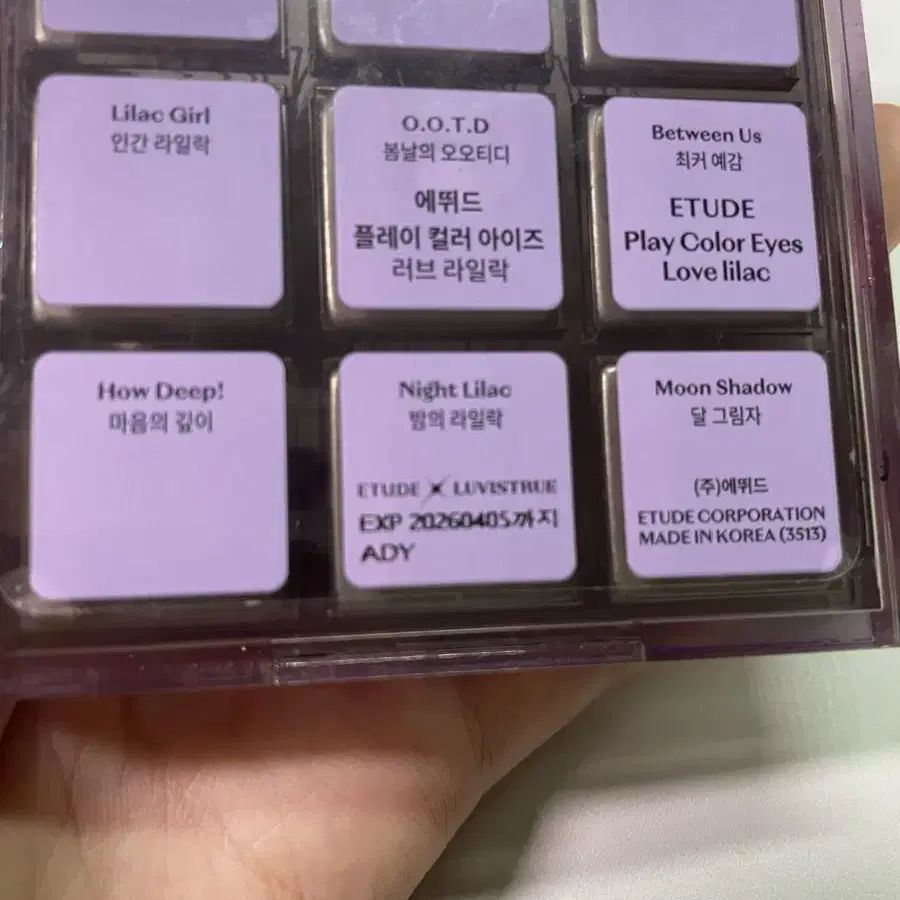 Lilac Girl
인간 라일락
O.O.T.D
봄날의 오오티디
에뛰드
플레이 컬러 아이즈
러브 라일락
Between Us
최커 예감
ETUDE
Play Color Eyes
Love lilac
How Deep!
마음의 깊이
Night Lilac
밤의 라일락
ETUDE X LUVISTRUE
EXP 20260405까지
ADY
Moon Shadow
달 그림자
(주)에뛰드
ETUDE CORPORATION
MADE IN KOREA (3513)